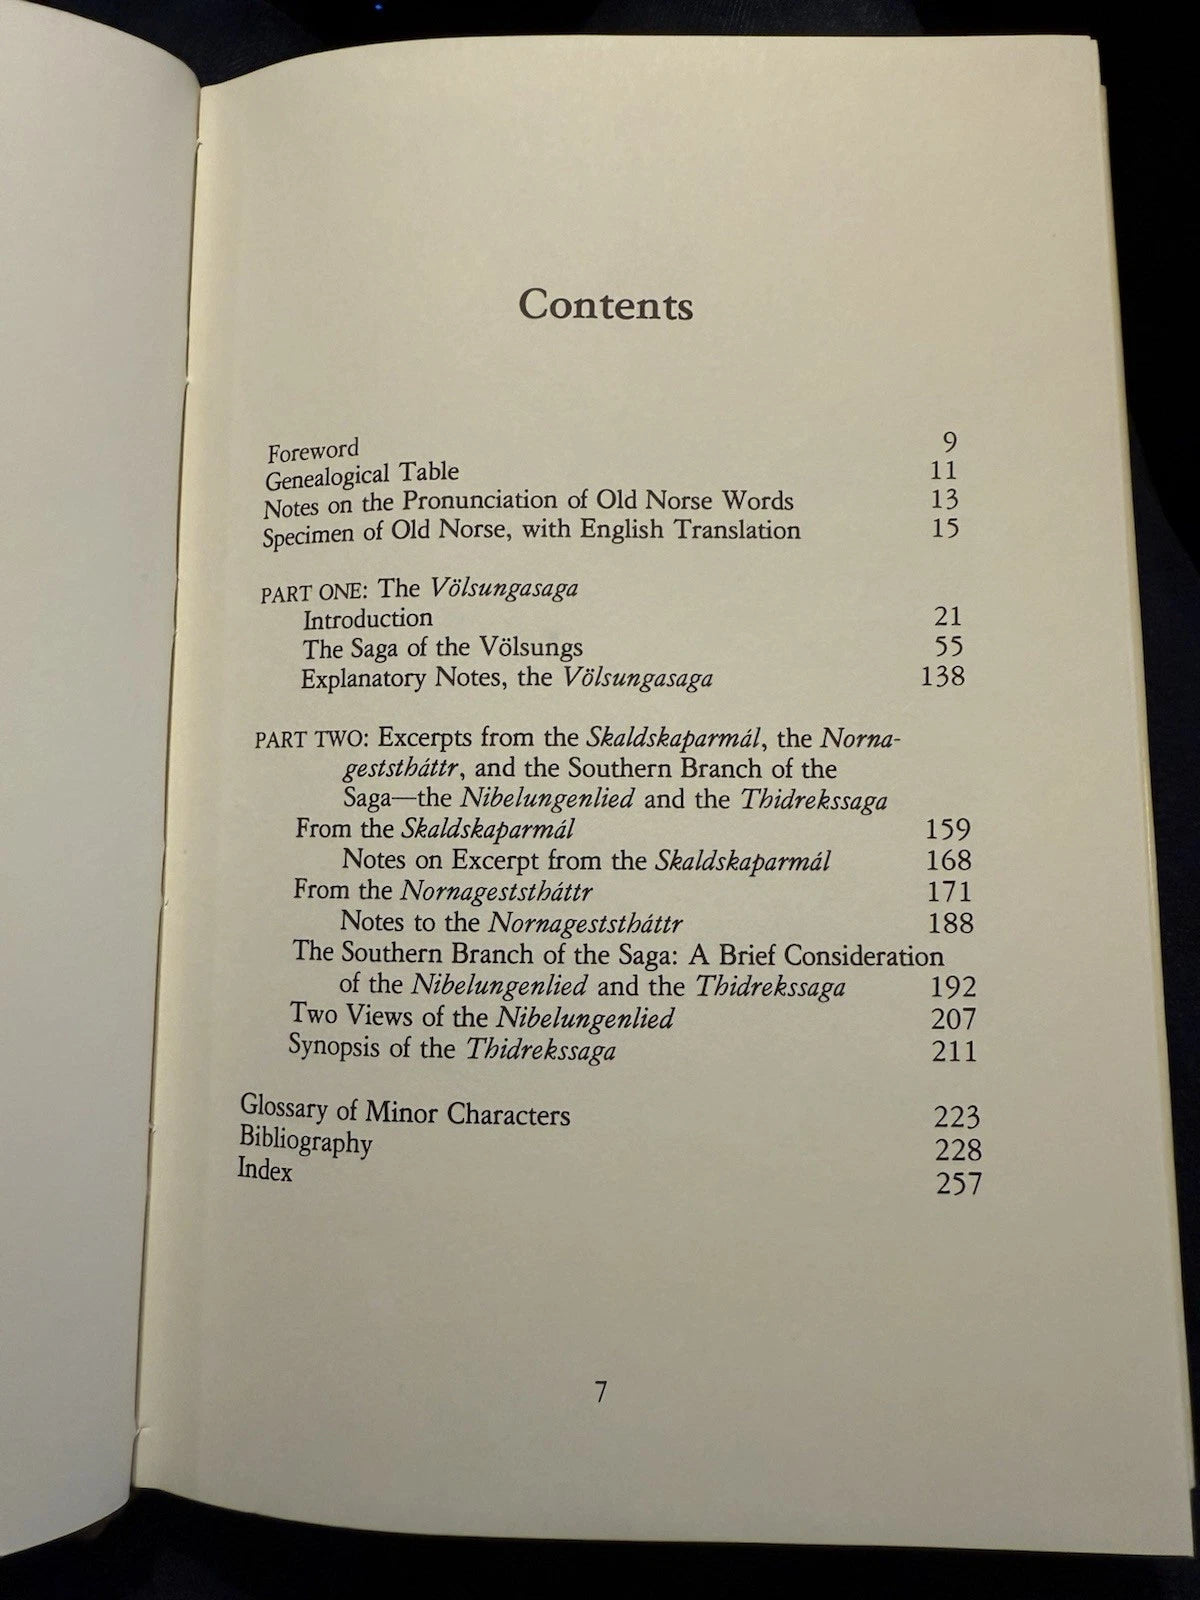 Contents
Foreword 9
Genealogical Table 11
Notes on the Pronunciation of Old Norse Words 13
Specimen of Old Norse, with English Translation 15
PART ONE: The Völsungasaga
Introduction 21
The Saga of the Völsungs 55
Explanatory Notes, the Völsungasaga 138
PART TWO: Excerpts from the Skaldskaparmál, the Norna-
geststháttr, and the Southern Branch of the
Saga—the Nibelungenlied and the Thidrekssaga
From the Skaldskaparmál 159
Notes on Excerpt from the Skaldskaparmál 168
From the Nornageststháttr 171
Notes to the Nornageststháttr 188
The Southern Branch of the Saga: A Brief Consideration
of the Nibelungenlied and the Thidrekssaga 192
Two Views of the Nibelungenlied 207
Synopsis of the Thidrekssaga 211
Glossary of Minor Characters 223
Bibliography 228
Index 257
7